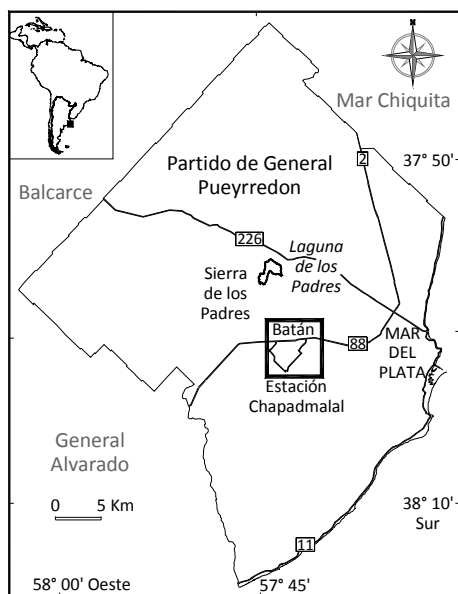 Mar Chiquita
2
37° 50'
Partido de General
Pueyrredon
Balcarce
226
Laguna
de los
Padres
Sierra
de los
Padres
Batán
88
MAR
DEL
PLATA
Estación
Chapadmalal
General
Alvarado
0 5 Km
38° 10'
Sur
11
58° 00' Oeste
57° 45'